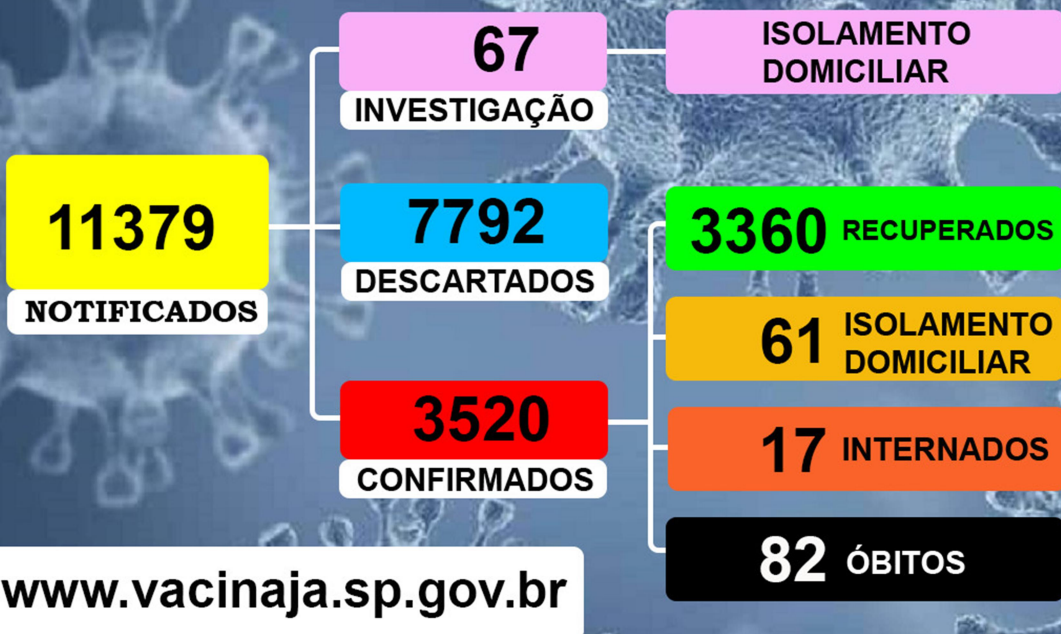 67
INVESTIGAÇÃO
ISOLAMENTO
DOMICILIAR
11379
NOTIFICADOS
7792
DESCARTADOS
3520
CONFIRMADOS
3360 RECUPERADOS
61 ISOLAMENTO
DOMICILIAR
17 INTERNADOS
82 ÓBITOS
www.vacinaja.sp.gov.br